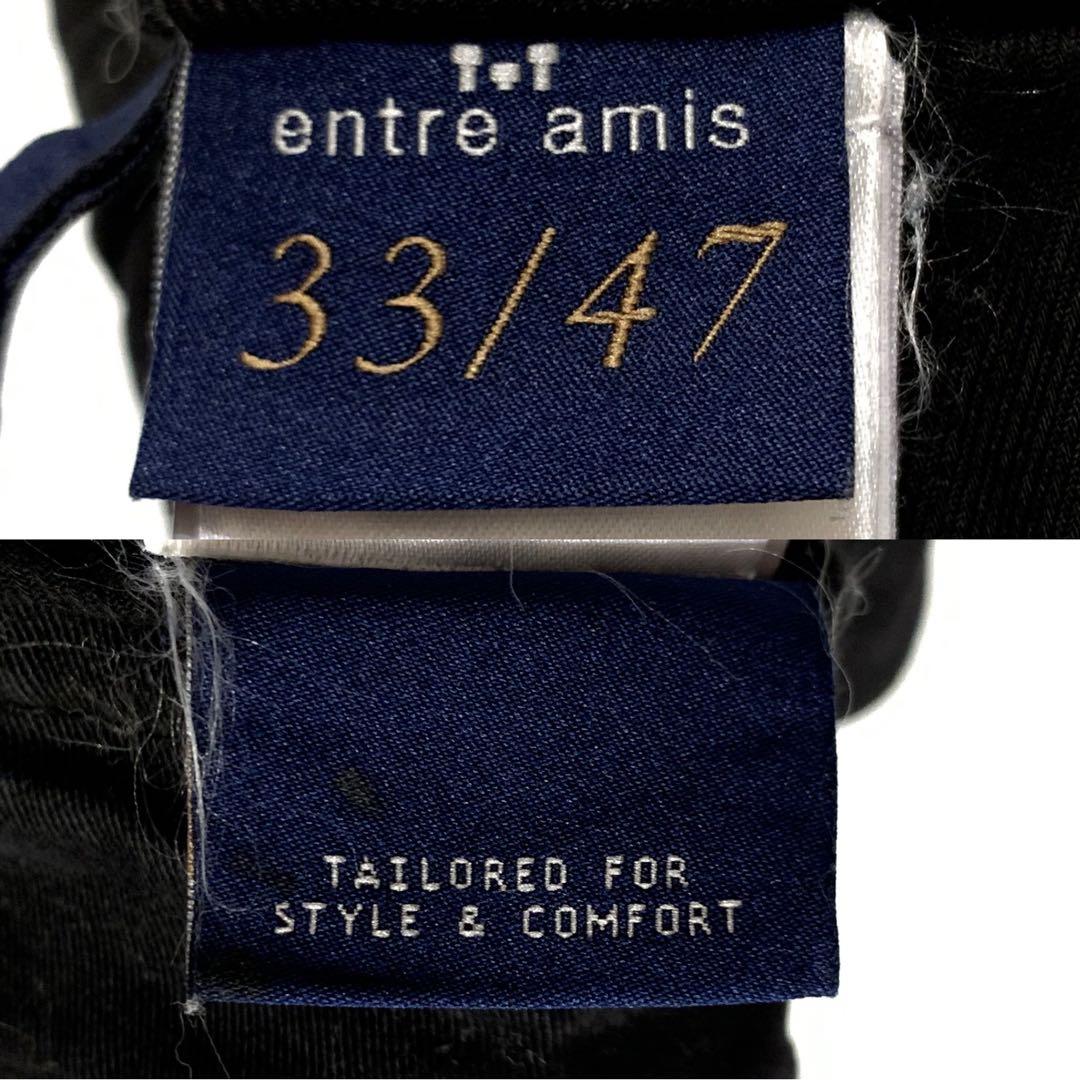 entre amis
33/47
TAILORED FOR
STYLE & COMFORT